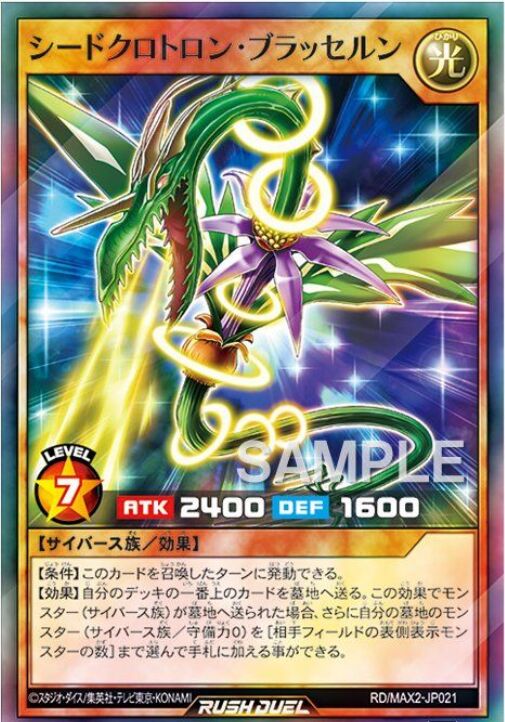 シードクロトロン・ブラッセルン
ひかり
光
SAMPLE
LEVEL
7
ATK 2400 DEF 1600
【サイバース族／効果】
【条件】このカードを召喚したターンに発動できる。
【効果】自分のデッキの一番上のカードを墓地へ送る。この効果でモン
スター（サイバース族）が墓地へ送られた場合、さらに自分の墓地のモン
スター（サイバース族／守備力0）を［相手フィールドの表側表示モン
スターの数］まで選んで手札に加える事ができる。
©スタジオ・ダイス/集英社・テレビ東京・KONAMI
RUSH DUEL
RD/MAX2-JP021